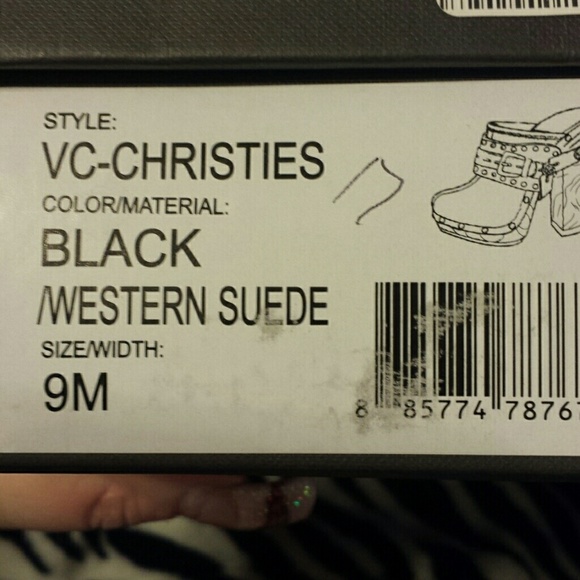 STYLE:
VC-CHRISTIES
COLOR/MATERIAL:
BLACK
/WESTERN SUEDE
SIZE/WIDTH:
9M
8 85774 7876